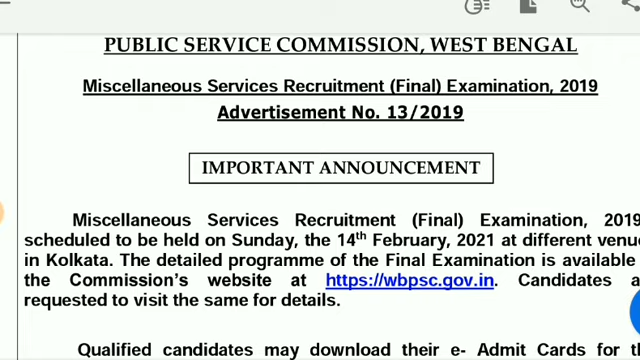 PUBLIC SERVICE COMMISSION, WEST BENGAL
Miscellaneous Services Recruitment (Final) Examination, 2019
Advertisement No. 13/2019
IMPORTANT ANNOUNCEMENT
Miscellaneous Services Recruitment (Final) Examination, 2019
scheduled to be held on Sunday, the 14th February, 2021 at different venue
in Kolkata. The detailed programme of the Final Examination is available
the Commission's website at https://wbpsc.gov.in. Candidates a
requested to visit the same for details.
Qualified candidates may download their e- Admit Cards for th